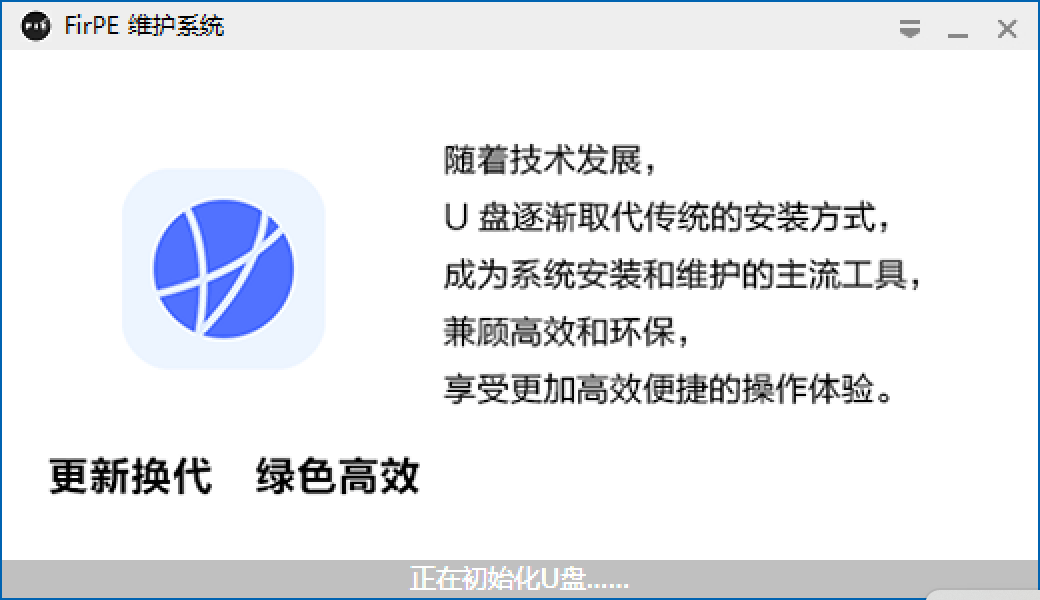 FirPE 维护系统
随着技术发展，
U 盘逐渐取代传统的安装方式，
成为系统安装和维护的主流工具，
兼顾高效和环保，
享受更加高效便捷的操作体验。
更新换代 绿色高效
正在初始化U盘......